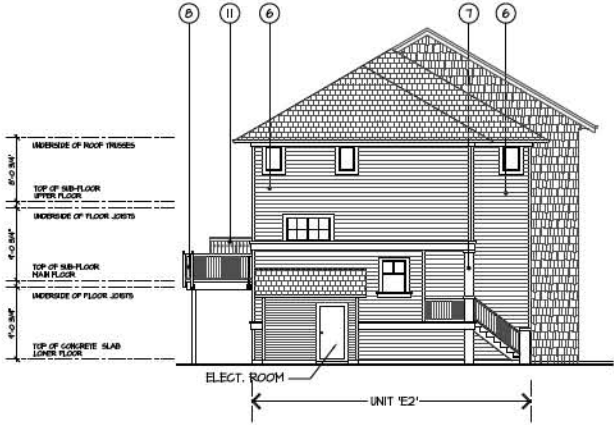 8 11 6 7 6
UNDERSIDE OF ROOF TRUSSES
8'-0 3/4"
TOP OF SUB-FLOOR
UPPER FLOOR
UNDERSIDE OF FLOOR JOISTS
9'-0 3/4"
TOP OF SUB-FLOOR
MAIN FLOOR
UNDERSIDE OF FLOOR JOISTS
9'-0 3/4"
TOP OF CONCRETE SLAB
LOWER FLOOR
ELECT. ROOM
UNIT 'E2'